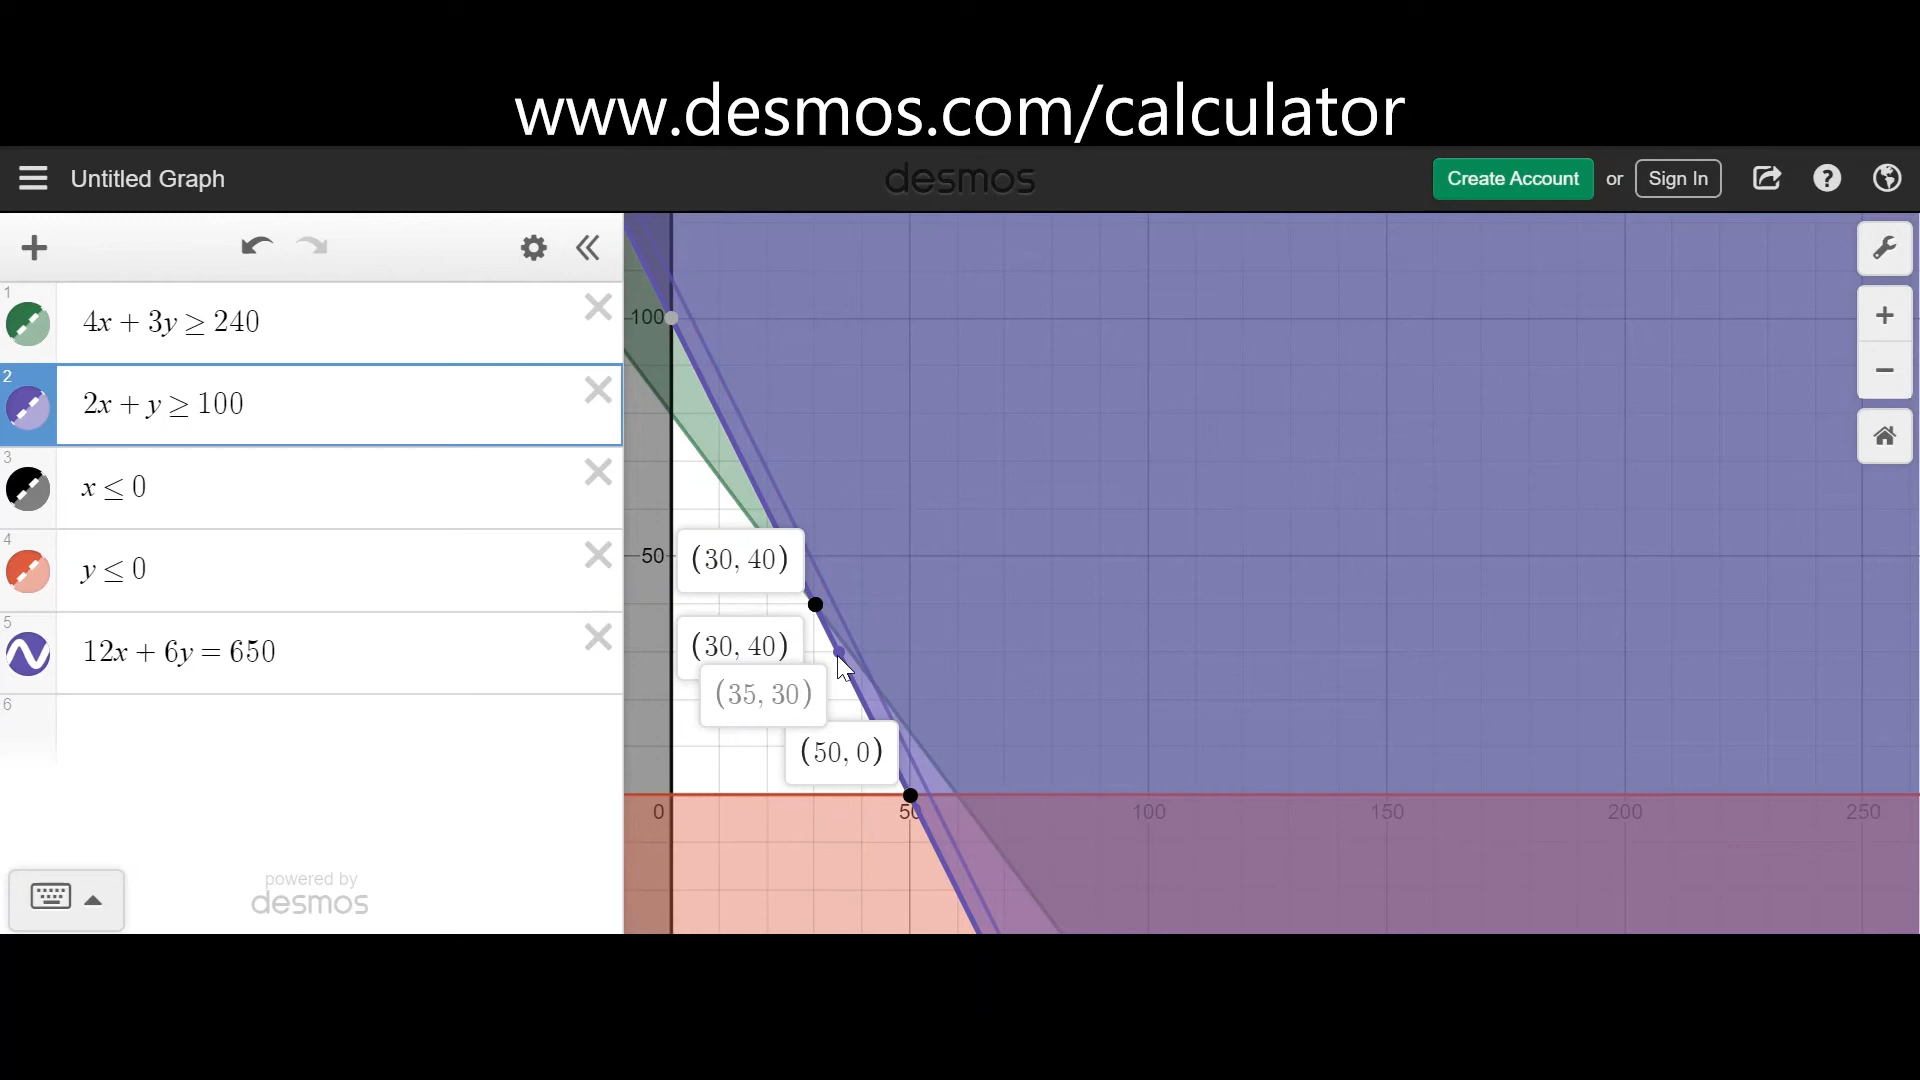 www.desmos.com/calculator
Untitled Graph
desmos
Create Account
or
Sign In
1
4x + 3y ≥ 240
2
2x + y ≥ 100
3
x ≤ 0
4
y ≤ 0
5
12x + 6y = 650
6
powered by
desmos
100
50
(30, 40)
(30, 40)
(35, 30)
(50, 0)
0
50
100
150
200
250